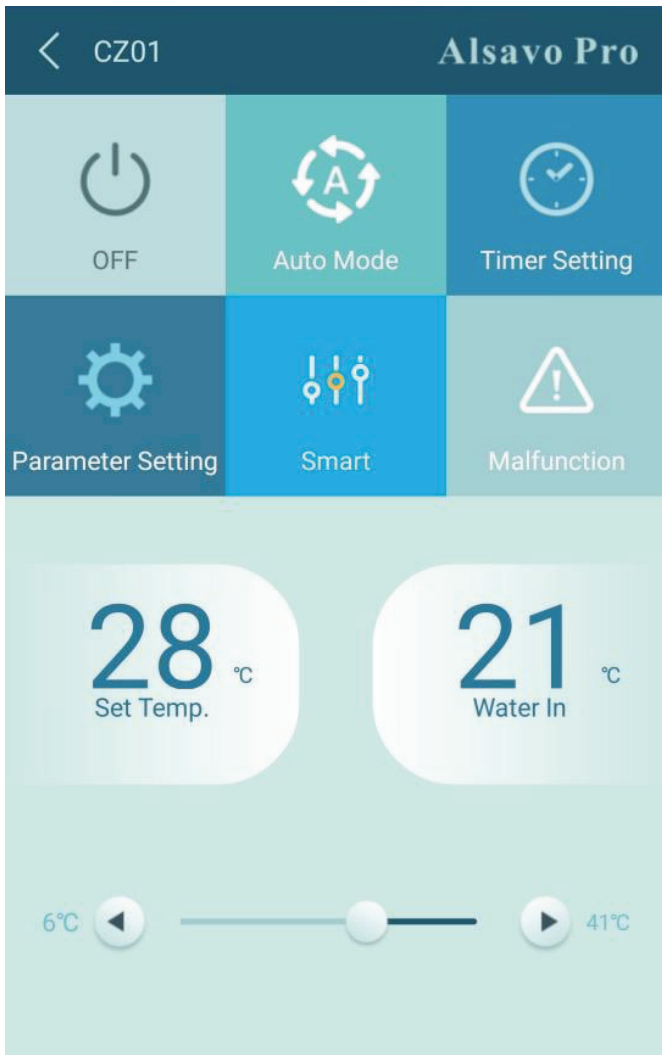 CZ01 Alsavo Pro
OFF Auto Mode Timer Setting
A
Parameter Setting Smart Malfunction
28 ℃ 21 ℃
Set Temp. Water In
6℃ 41℃